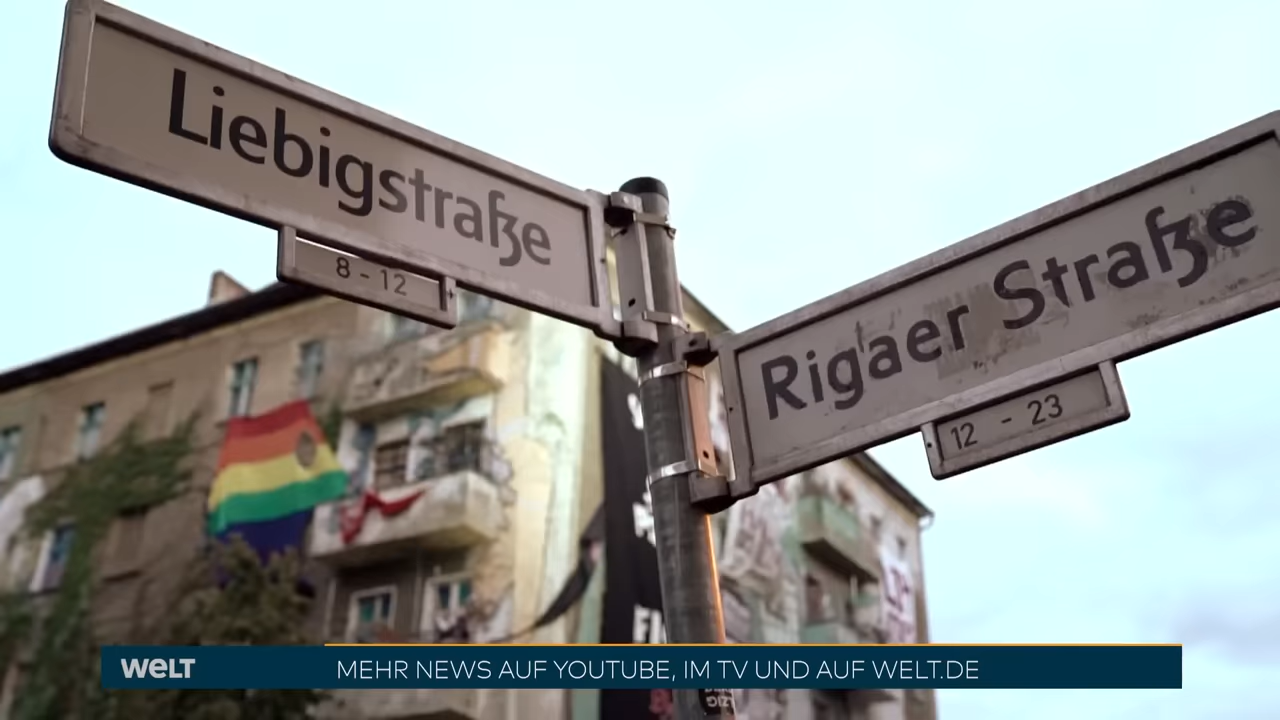 Liebigstraße
8 - 12
Rigaer Straße
12 - 23
WELT MEHR NEWS AUF YOUTUBE, IM TV UND AUF WELT.DE